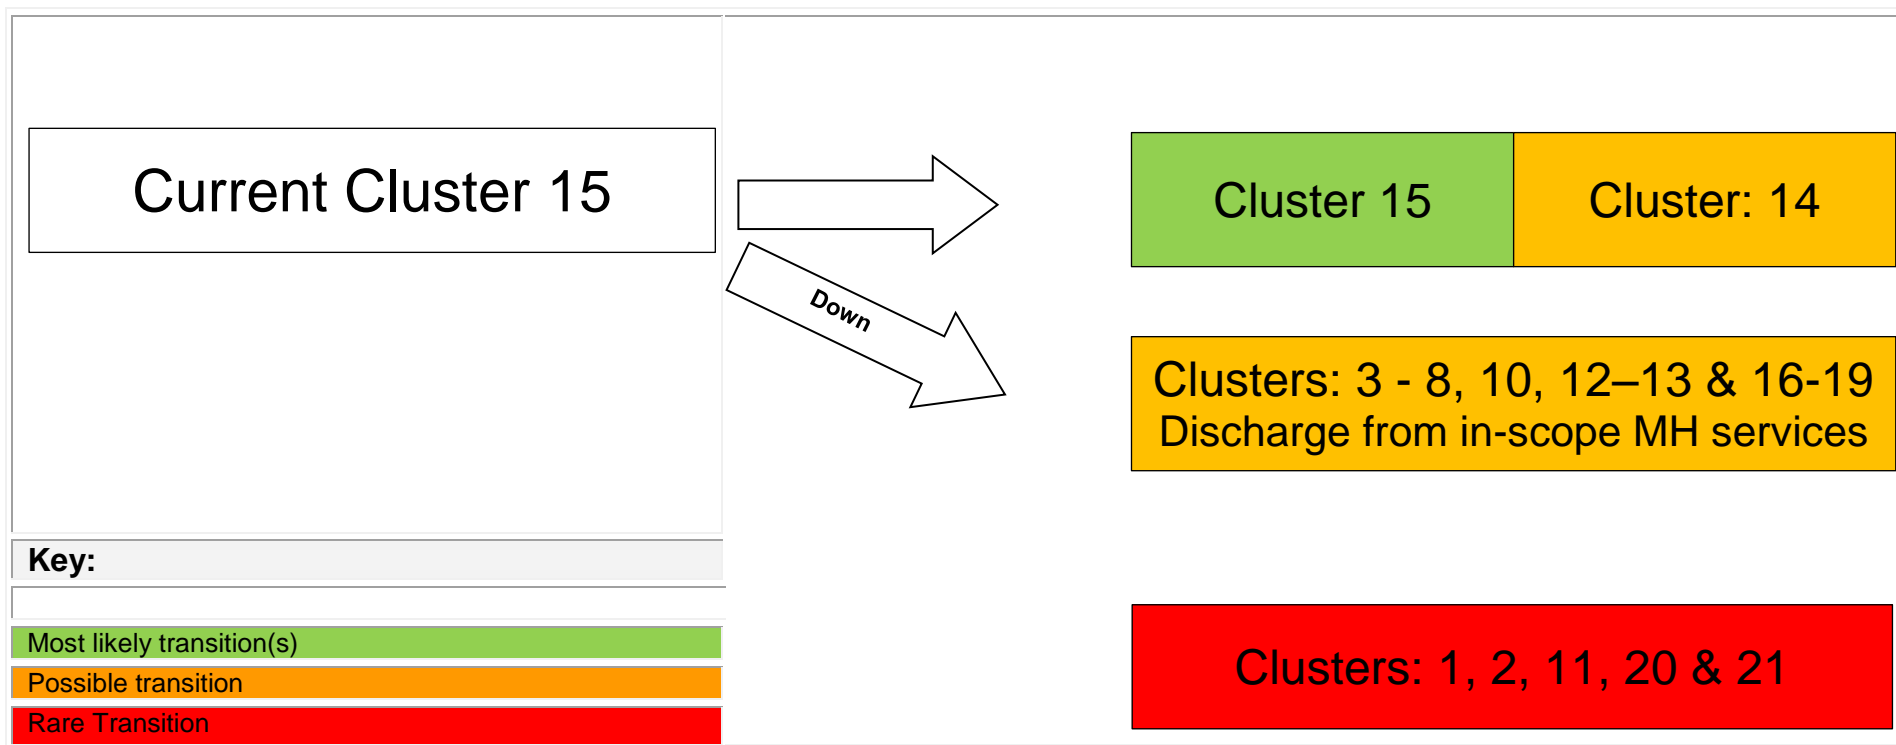 Current Cluster 15
Cluster 15
Cluster: 14
Down
Clusters: 3 - 8, 10, 12–13 & 16-19
Discharge from in-scope MH services
Key:
Most likely transition(s)
Possible transition
Rare Transition
Clusters: 1, 2, 11, 20 & 21